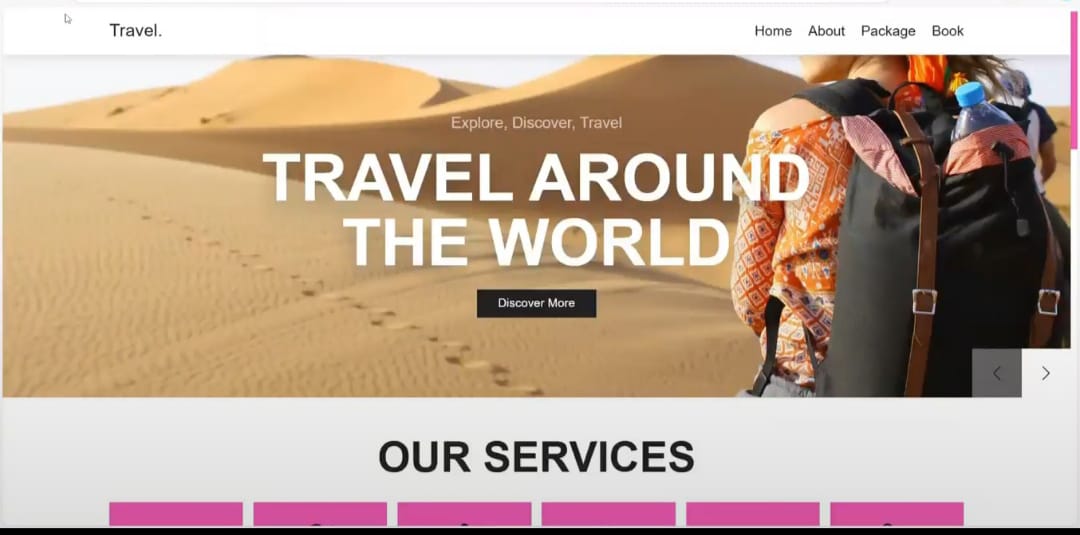 Travel.
Home About Package Book
Explore, Discover, Travel
TRAVEL AROUND
THE WORLD
Discover More
OUR SERVICES